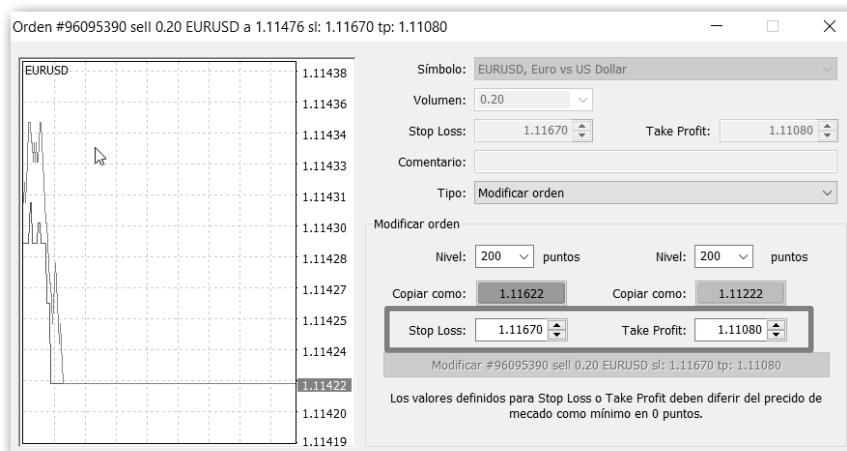 Orden #96095390 sell 0.20 EURUSD a 1.11476 sl: 1.11670 tp: 1.11080
EURUSD
1.11438
1.11436
1.11434
1.11433
1.11431
1.11430
1.11428
1.11427
1.11425
1.11424
1.11422
1.11420
1.11419
Símbolo: EURUSD, Euro vs US Dollar
Volumen: 0.20
Stop Loss: 1.11670 Take Profit: 1.11080
Comentario:
Tipo: Modificar orden
Modificar orden
Nivel: 200 puntos Nivel: 200 puntos
Copiar como: 1.11622 Copiar como: 1.11222
Stop Loss: 1.11670 Take Profit: 1.11080
Modificar #96095390 sell 0.20 EURUSD sl: 1.11670 tp: 1.11080
Los valores definidos para Stop Loss o Take Profit deben diferir del precido de
mecado como mínimo en 0 puntos.